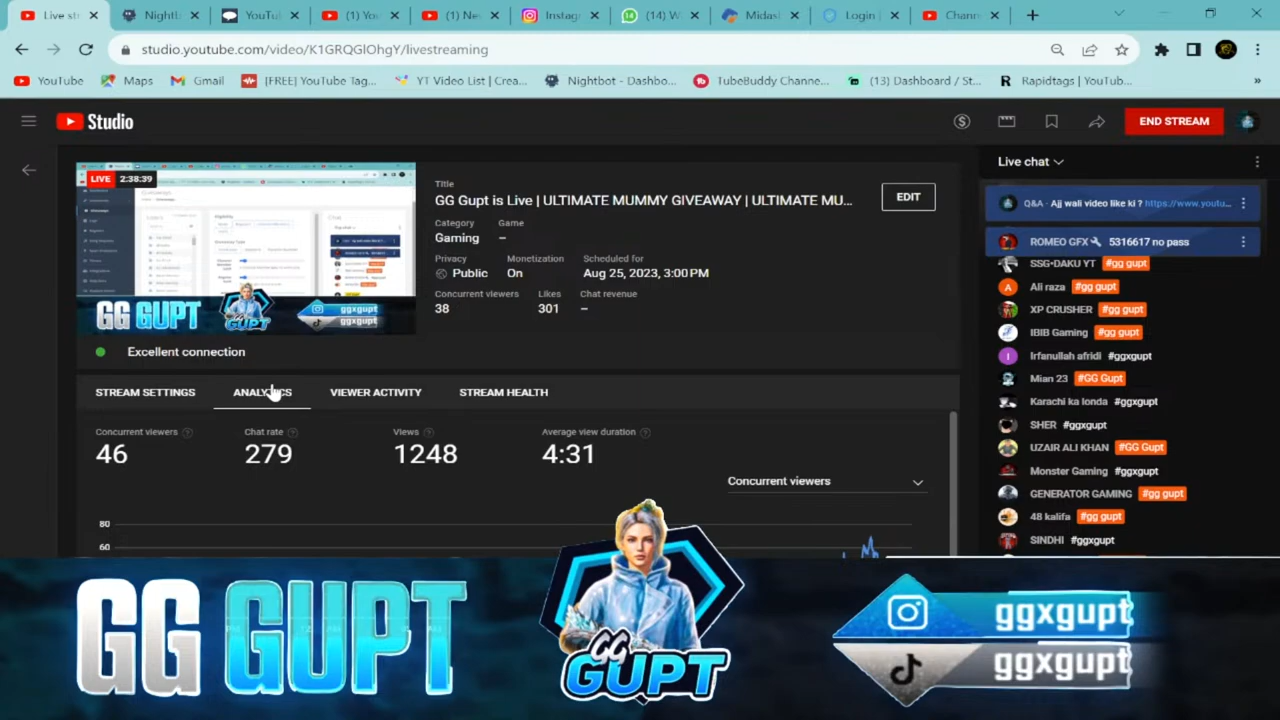 Live st
Nightb
YouTu
(1) Yo
(1) Ne
Instag
(14) W
Midas
Login
Chann
studio.youtube.com/video/K1GRQGlOhgY/livestreaming
YouTube
Maps
Gmail
[FREE] YouTube Tag...
YT Video List | Crea...
Nightbot - Dashbo...
TubeBuddy Channe...
(13) Dashboard / St...
Rapidtags | YouTub...
Studio
END STREAM
LIVE 2:38:39
GG GUPT
GUPT
ggxgupt
ggxgupt
Title
GG Gupt is Live | ULTIMATE MUMMY GIVEAWAY | ULTIMATE MU...
EDIT
Category Game
Gaming –
Privacy Monetization Scheduled for
Public On Aug 25, 2023, 3:00 PM
Concurrent viewers Likes Chat revenue
38 301 –
Excellent connection
STREAM SETTINGS
ANALYTICS
VIEWER ACTIVITY
STREAM HEALTH
Concurrent viewers Chat rate Views Average view duration
46 279 1248 4:31
Concurrent viewers
80
60
Live chat
Q&A - Ajj wali video like ki ? https://www.youtu...
ROMEO GFX 5316617 no pass
SSG-DAKU YT #gg gupt
Ali raza #gg gupt
XP CRUSHER #gg gupt
IBIB Gaming #gg gupt
Irfanullah afridi #ggxgupt
Mian 23 #GG Gupt
Karachi ka londa #ggxgupt
SHER #ggxgupt
UZAIR ALI KHAN #GG Gupt
Monster Gaming #ggxgupt
GENERATOR GAMING #gg gupt
48 kalifa #gg gupt
SINDHI #ggxgupt
GG GUPT
GG
GUPT
ggxgupt
ggxgupt